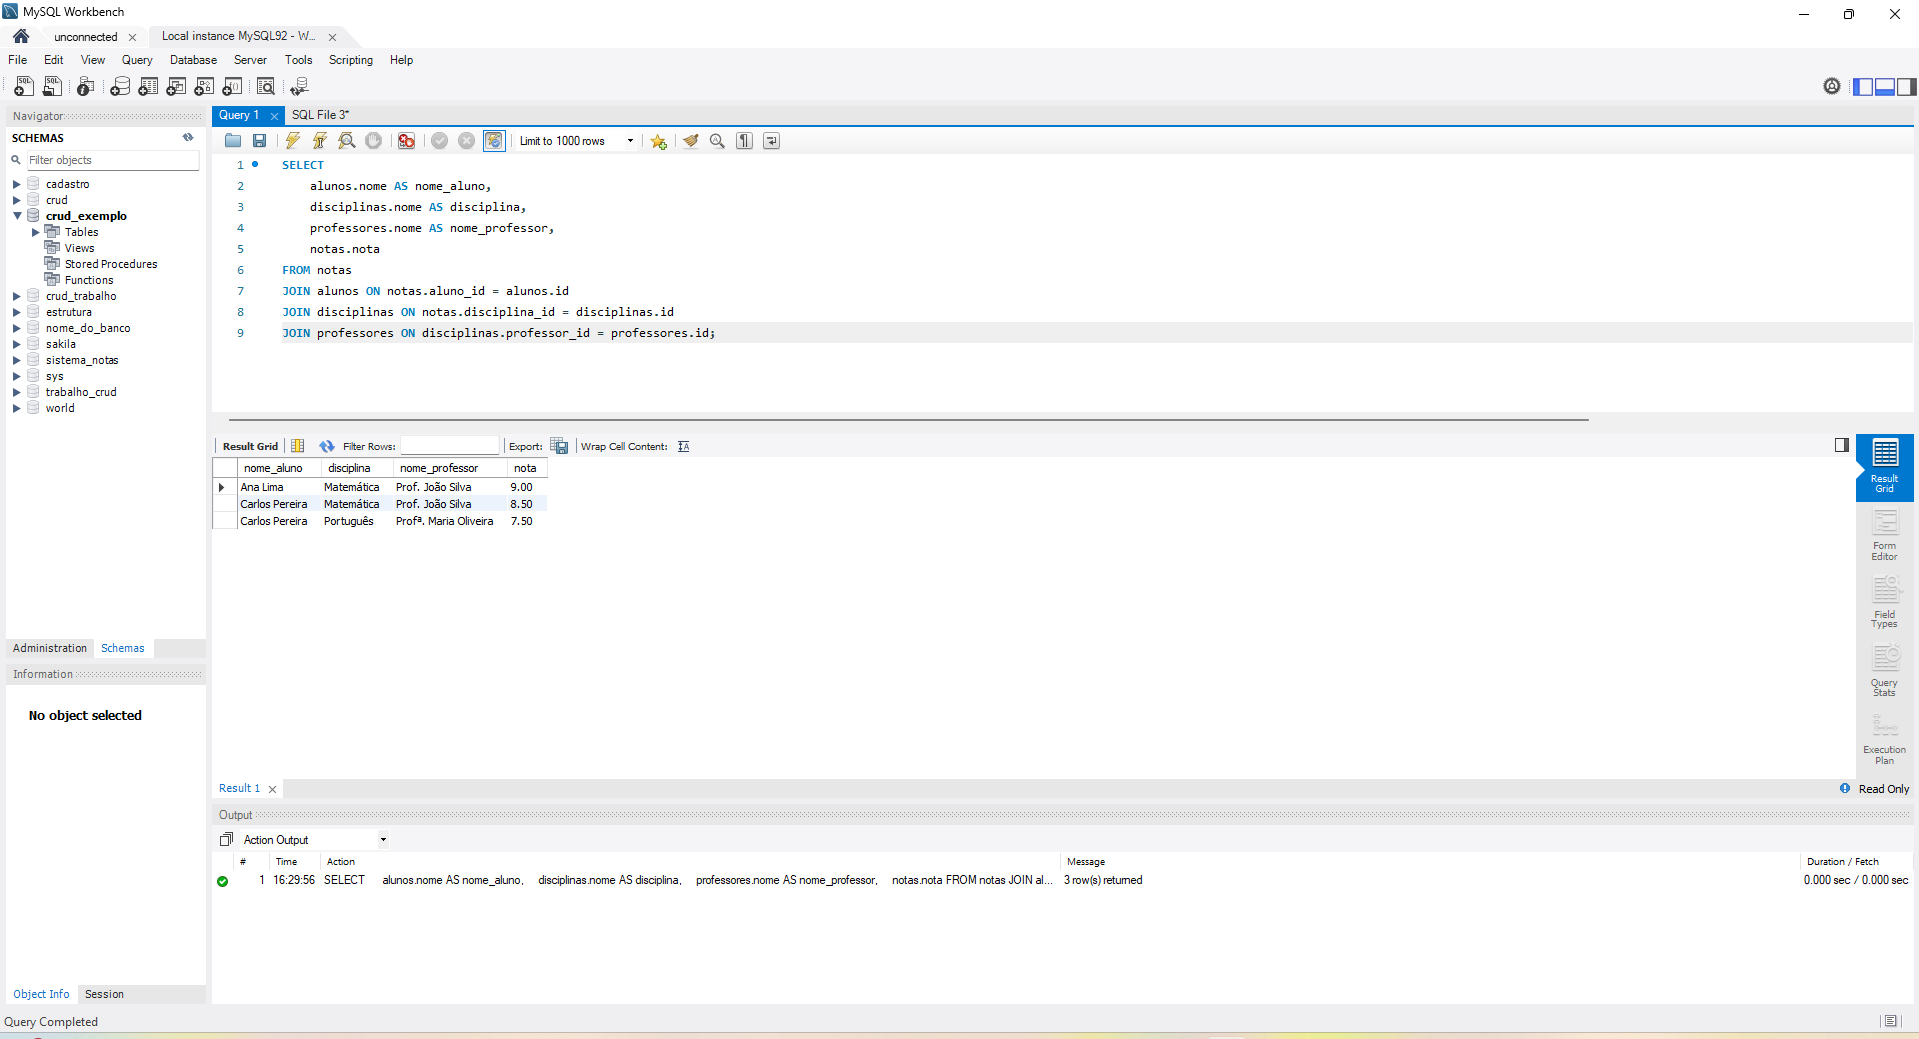 MySQL Workbench
unconnected
Local instance MySQL92 - W...
File Edit View Query Database Server Tools Scripting Help
Navigator
SCHEMAS
Filter objects
cadastro
crud
crud_exemplo
Tables
Views
Stored Procedures
Functions
crud_trabalho
estrutura
nome_do_banco
sakila
sistema_notas
sys
trabalho_crud
world
Administration Schemas
Information
No object selected
Object Info Session
Query 1 SQL File 3*
Limit to 1000 rows
1 SELECT
2 alunos.nome AS nome_aluno,
3 disciplinas.nome AS disciplina,
4 professores.nome AS nome_professor,
5 notas.nota
6 FROM notas
7 JOIN alunos ON notas.aluno_id = alunos.id
8 JOIN disciplinas ON notas.disciplina_id = disciplinas.id
9 JOIN professores ON disciplinas.professor_id = professores.id;
Result Grid Filter Rows: Export: Wrap Cell Content:
nome_aluno disciplina nome_professor nota
Ana Lima Matemática Prof. João Silva 9.00
Carlos Pereira Matemática Prof. João Silva 8.50
Carlos Pereira Português Profª. Maria Oliveira 7.50
Result
Grid
Form
Editor
Field
Types
Query
Stats
Execution
Plan
Result 1
Read Only
Output
Action Output
# Time Action Message Duration / Fetch
1 16:29:56 SELECT alunos.nome AS nome_aluno, disciplinas.nome AS disciplina, professores.nome AS nome_professor, notas.nota FROM notas JOIN al... 3 row(s) returned 0.000 sec / 0.000 sec
Query Completed